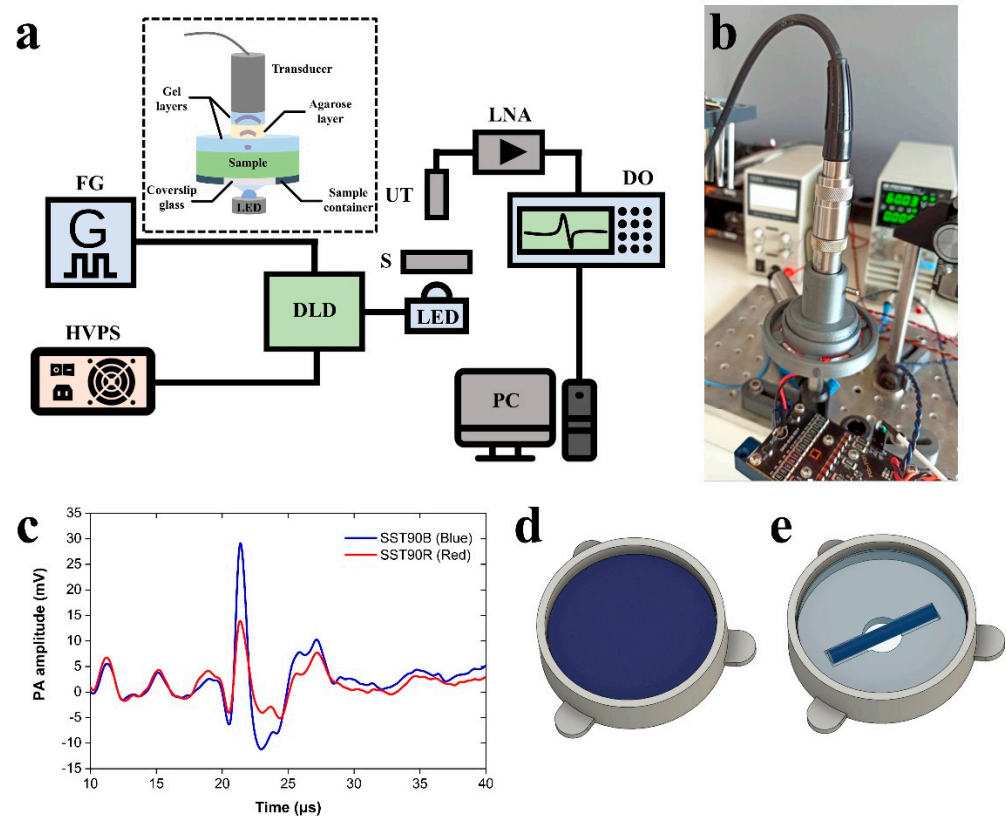 a
Transducer
Gel
layers
Agarose
layer
Sample
Coverslip
glass
Sample
container
LED
FG
G
HVPS
DLD
S
LED
UT
LNA
DO
PC
b
60.03
c
PA amplitude (mV)
35
30
25
20
15
10
5
0
-5
-10
-15
SST90B (Blue)
SST90R (Red)
10
15
20
25
30
35
40
Time (µs)
d
e